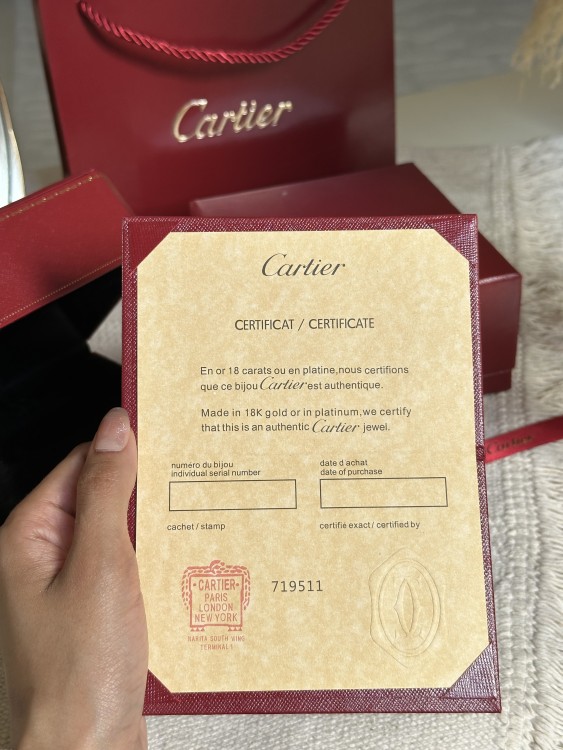 Cartier
Cartier
CERTIFICAT / CERTIFICATE
En or 18 carats ou en platine,nous certifions
que ce bijou Cartier est authentique.
Made in 18K gold or in platinum,we certify
that this is an authentic Cartier jewel.
numero du bijou
individual serial number
date d achat
date of purchase
cachet / stamp
certifié exact / certified by
CARTIER
PARIS
LONDON
NEW YORK
NARITA SOUTH WING
TERMINAL1
719511
Cartier